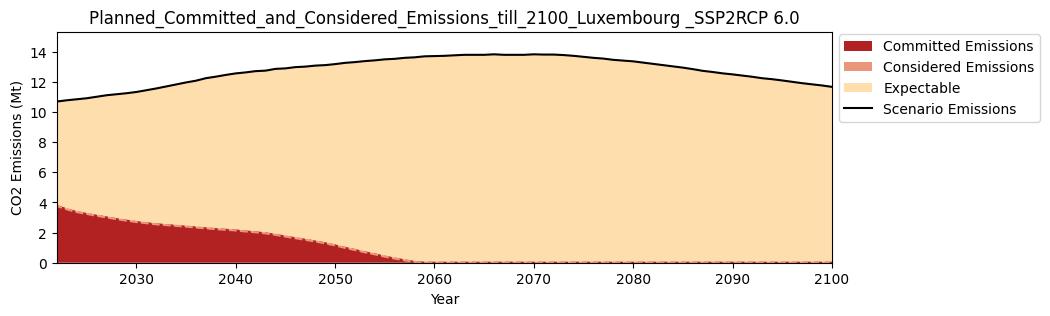 Planned_Committed_and_Considered_Emissions_till_2100_Luxembourg _SSP2RCP 6.0
CO2 Emissions (Mt)
14
12
10
8
6
4
2
0
2030
2040
2050
2060
2070
2080
2090
2100
Year
Committed Emissions
Considered Emissions
Expectable
Scenario Emissions